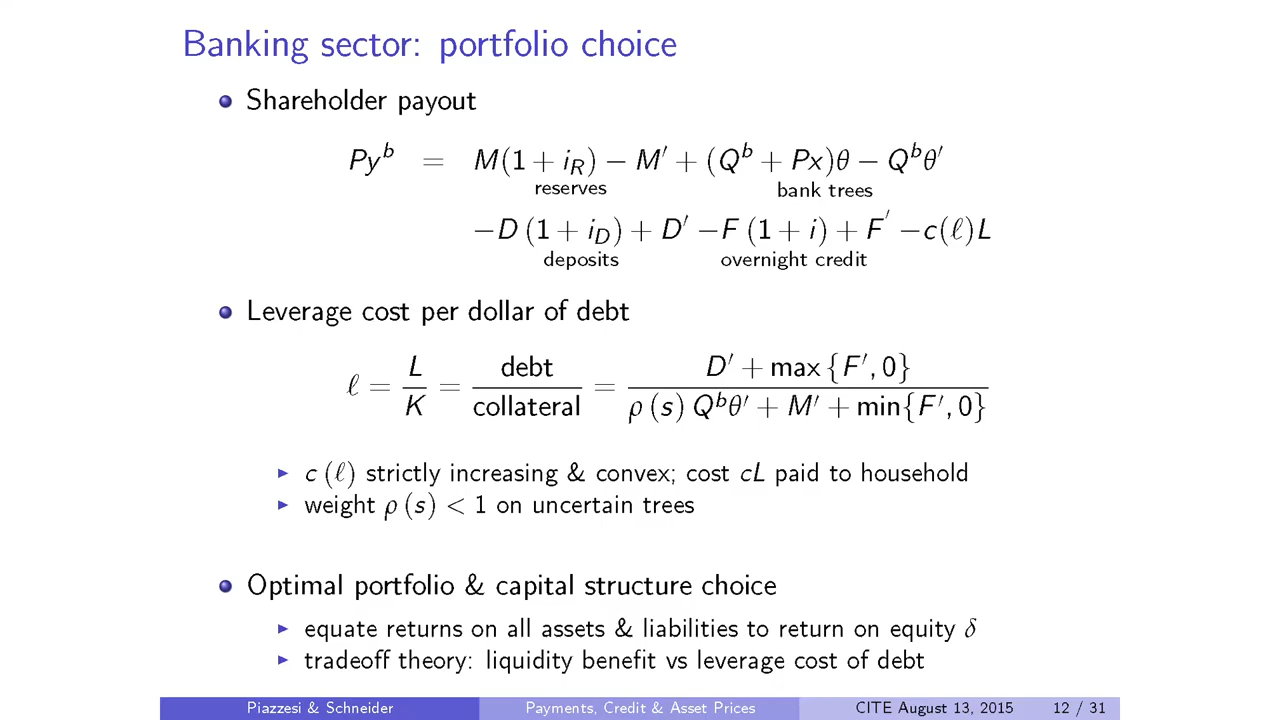 Banking sector: portfolio choice
Shareholder payout
Py^b = M(1 + i_R) − M′ + (Q^b + Px)θ − Q^bθ′
reserves bank trees
−D (1 + i_D) + D′ −F (1 + i) + F′ −c(ℓ)L
deposits overnight credit
Leverage cost per dollar of debt
ℓ = L/K = debt/collateral = (D′ + max {F′, 0})/(ρ (s) Q^bθ′ + M′ + min{F′, 0})
c (ℓ) strictly increasing & convex; cost cL paid to household
weight ρ (s) < 1 on uncertain trees
Optimal portfolio & capital structure choice
equate returns on all assets & liabilities to return on equity δ
tradeoff theory: liquidity benefit vs leverage cost of debt
Piazzesi & Schneider Payments, Credit & Asset Prices CITE August 13, 2015 12 / 31